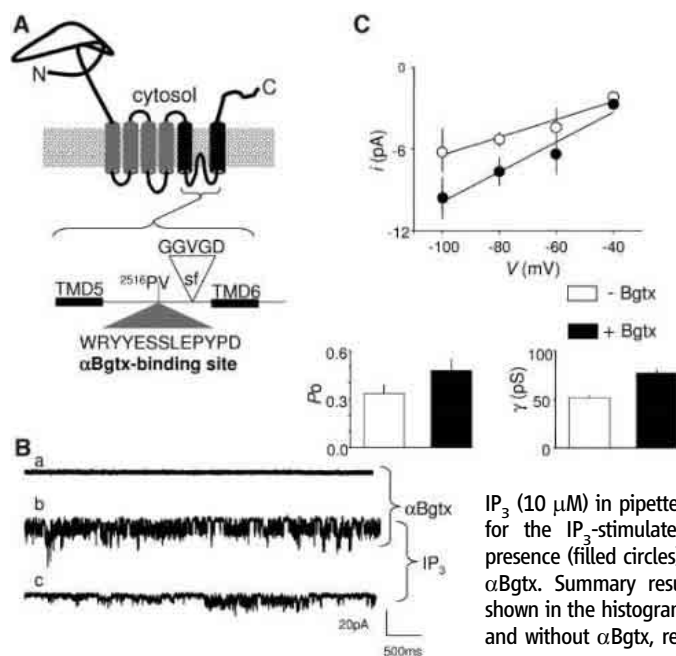 A
N
cytosol
C
GGVGD
sf
TMD5
2516PV
TMD6
WRYYESSLEPYPD
αBgtx-binding site
B
a
b
c
αBgtx
IP3
20pA
500ms
C
0
-6
-12
i (pA)
-100 -80 -60 -40
V (mV)
- Bgtx
+ Bgtx
0.6
0.3
0.0
Po
100
50
0
γ (pS)
IP3 (10 μM) in pipette
for the IP3-stimulate
presence (filled circles)
αBgtx. Summary resu
shown in the histogran
and without αBgtx, re